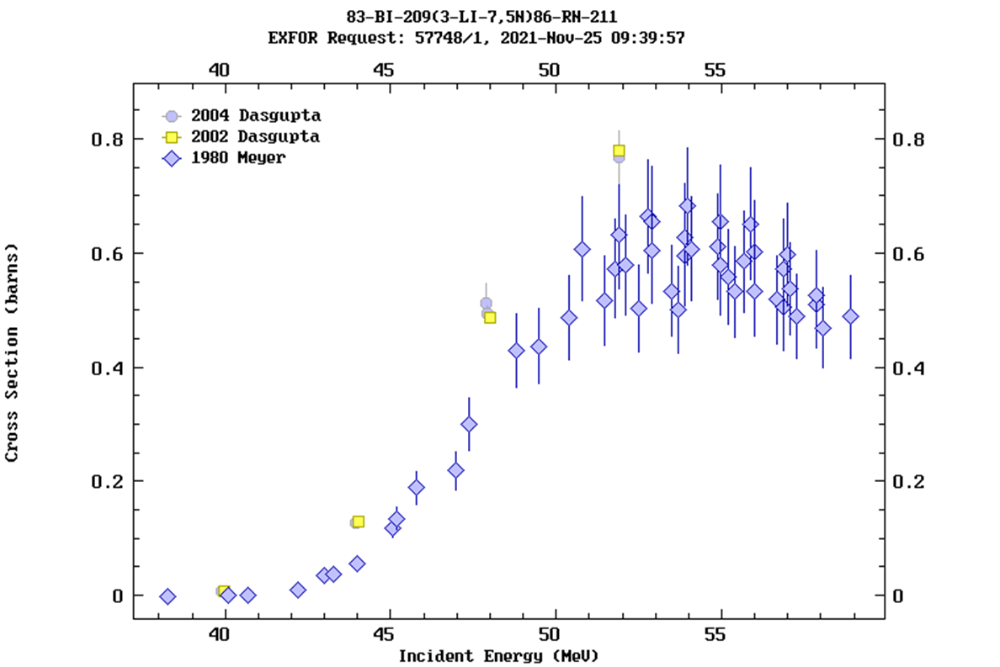 83-BI-209(3-LI-7,5N)86-RN-211
EXFOR Request: 57748/1, 2021-Nov-25 09:39:57
40 45 50 55
2004 Dasgupta
2002 Dasgupta
1980 Meyer
0.8 0.8
0.6 0.6
0.4 0.4
0.2 0.2
0 0
Cross Section (barns)
40 45 50 55
Incident Energy (MeV)